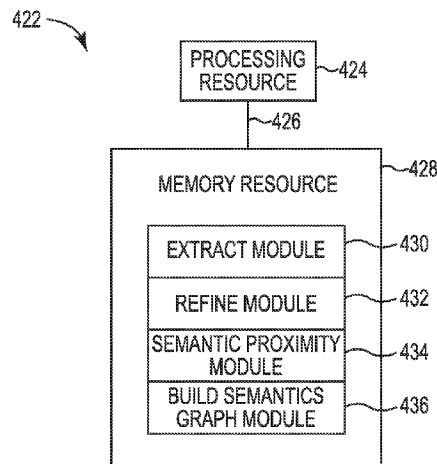 422
PROCESSING
RESOURCE
424
426
428
MEMORY RESOURCE
EXTRACT MODULE
430
REFINE MODULE
432
SEMANTIC PROXIMITY
MODULE
434
BUILD SEMANTICS
GRAPH MODULE
436